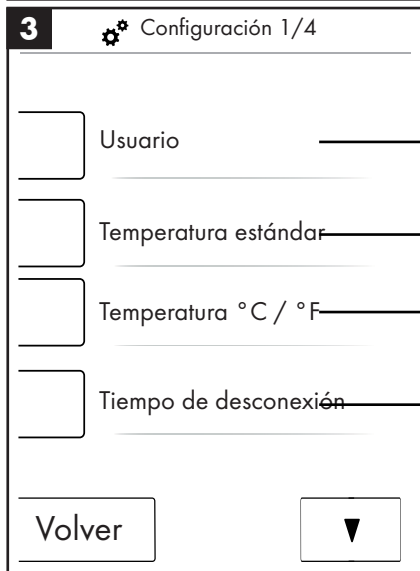 3
Configuración 1/4
Usuario
Temperatura estándar
Temperatura °C / °F
Tiempo de desconexión
Volver